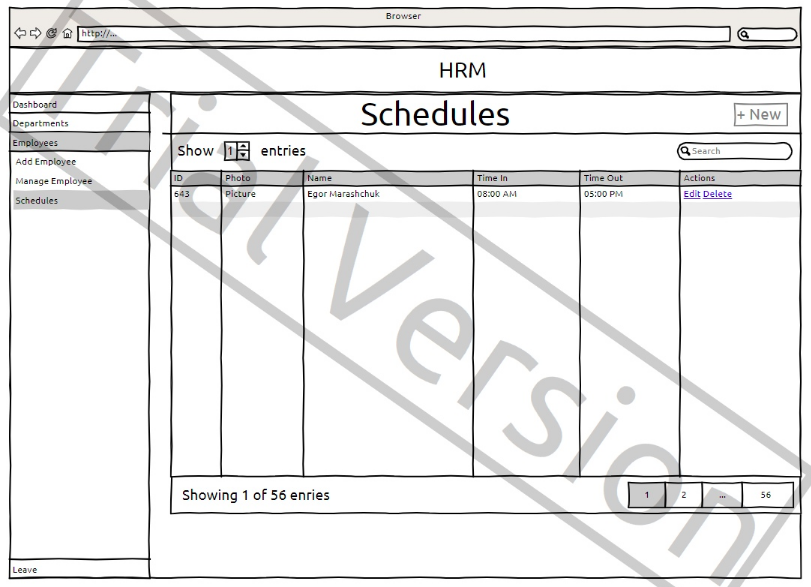 Browser
http://...
HRM
Dashboard
Departments
Employees
Add Employee
Manage Employee
Schedules
Leave
Schedules
+ New
Show 1 entries
Search
ID Photo Name Time In Time Out Actions
643 Picture Egor Marashchuk 08:00 AM 05:00 PM Edit Delete
Showing 1 of 56 enries
1 2 ... 56
Trial Version